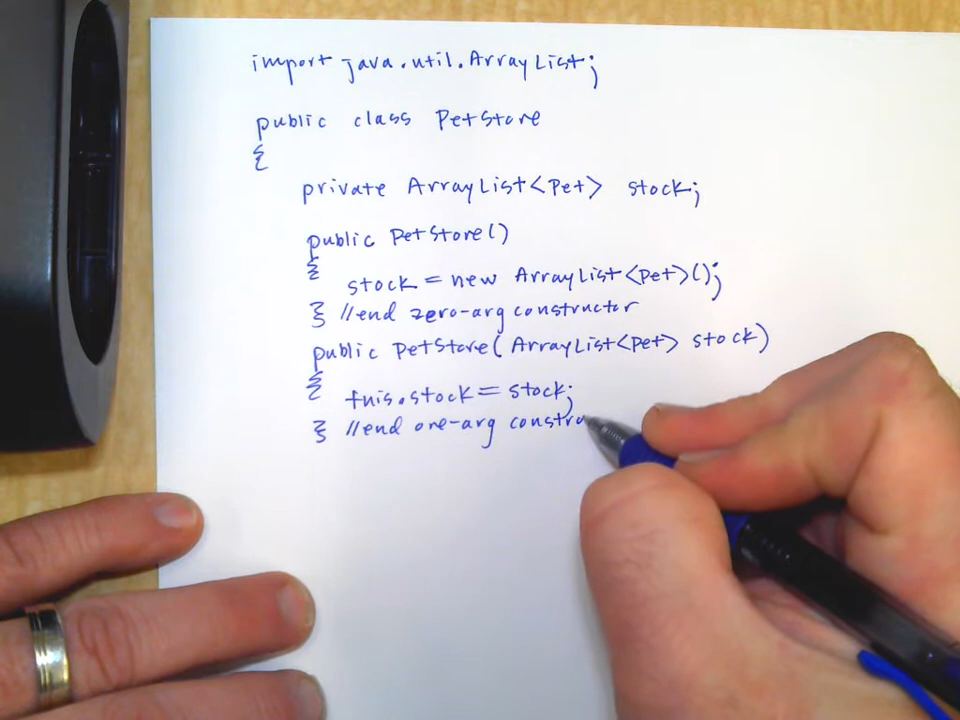 import java.util.ArrayList;
public class PetStore
{
private ArrayList<Pet> stock;
public PetStore()
{
stock = new ArrayList<Pet>();
} //end zero-arg constructor
public PetStore(ArrayList<Pet> stock)
{
this.stock = stock;
} //end one-arg constru